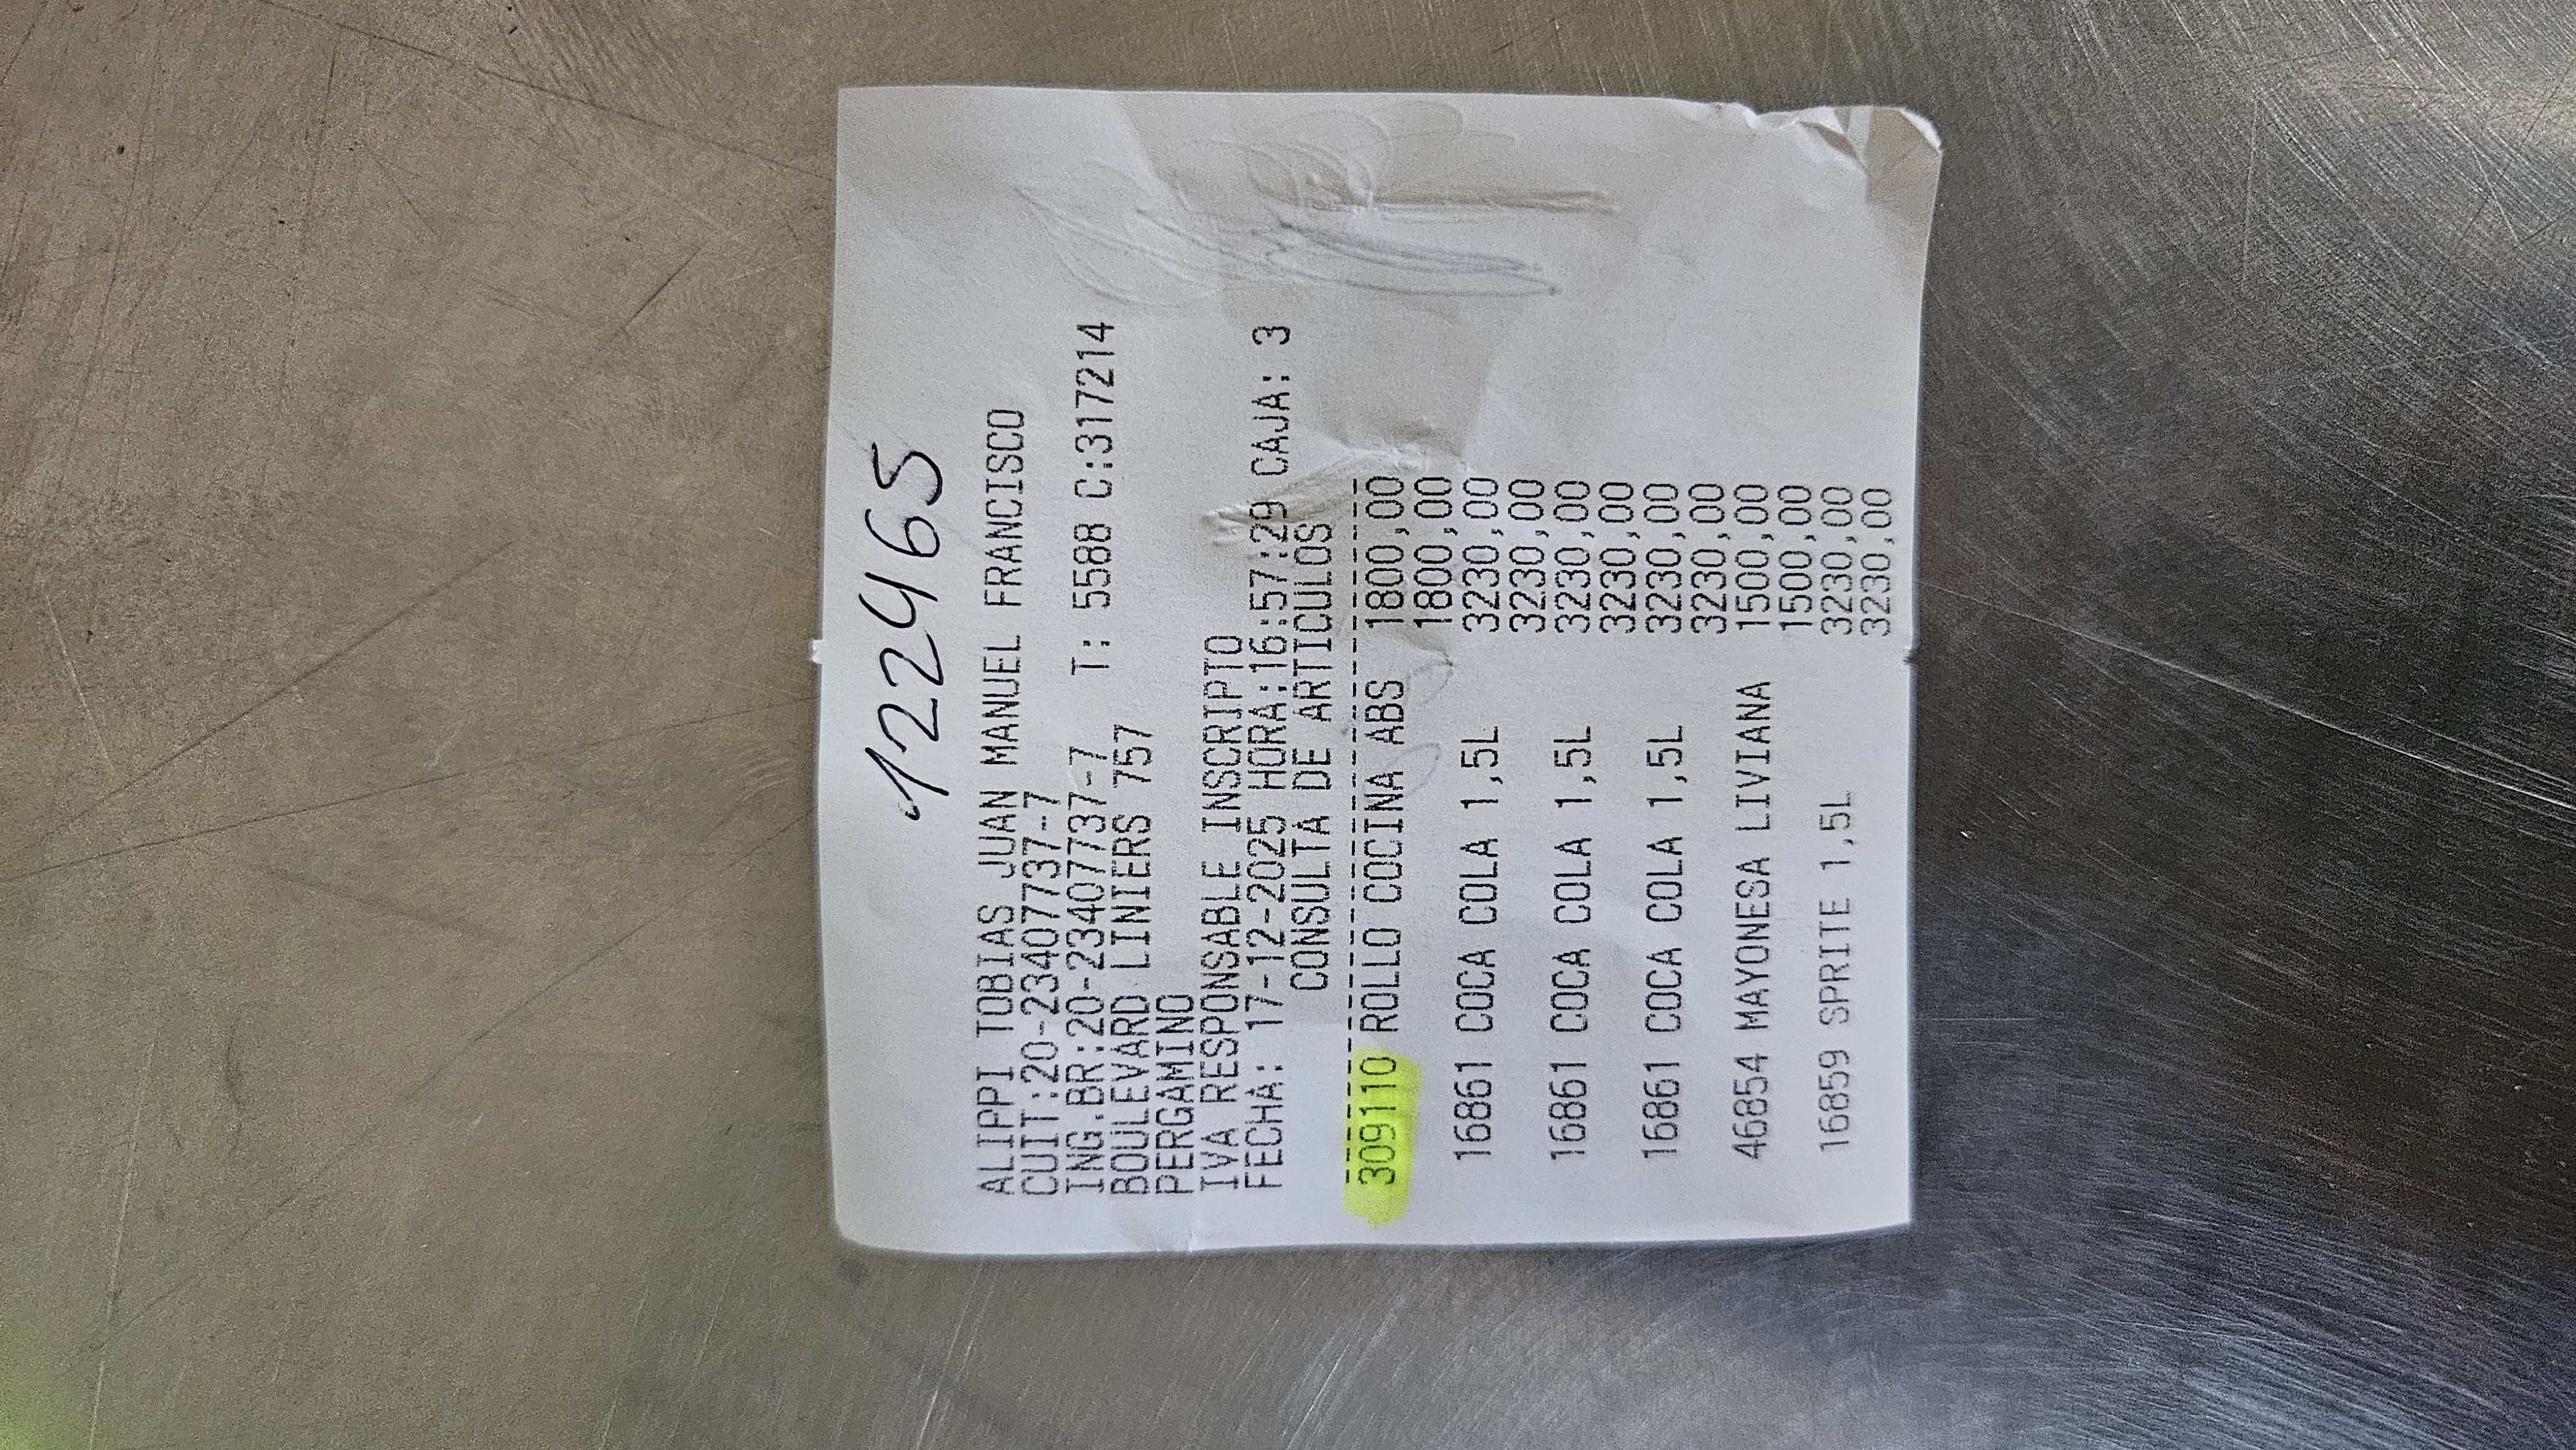 122465
ALIPPI TOBIAS JUAN MANUEL FRANCISCO
CUIT:20-23407737-7
ING.BR:20-23407737-7 T: 5588 C:317214
BOULEVARD LINIERS 757
PERGAMINO
IVA RESPONSABLE INSCRIPTO
FECHA: 17-12-2025 HORA:16:57:29 CAJA: 3
CONSULTA DE ARTICULOS
309110 ROLLO COCINA ABS 1800,00
1800,00
16861 COCA COLA 1,5L 3230,00
3230,00
16861 COCA COLA 1,5L 3230,00
3230,00
16861 COCA COLA 1,5L 3230,00
3230,00
46854 MAYONESA LIVIANA 1500,00
1500,00
16859 SPRITE 1,5L 3230,00
3230,00